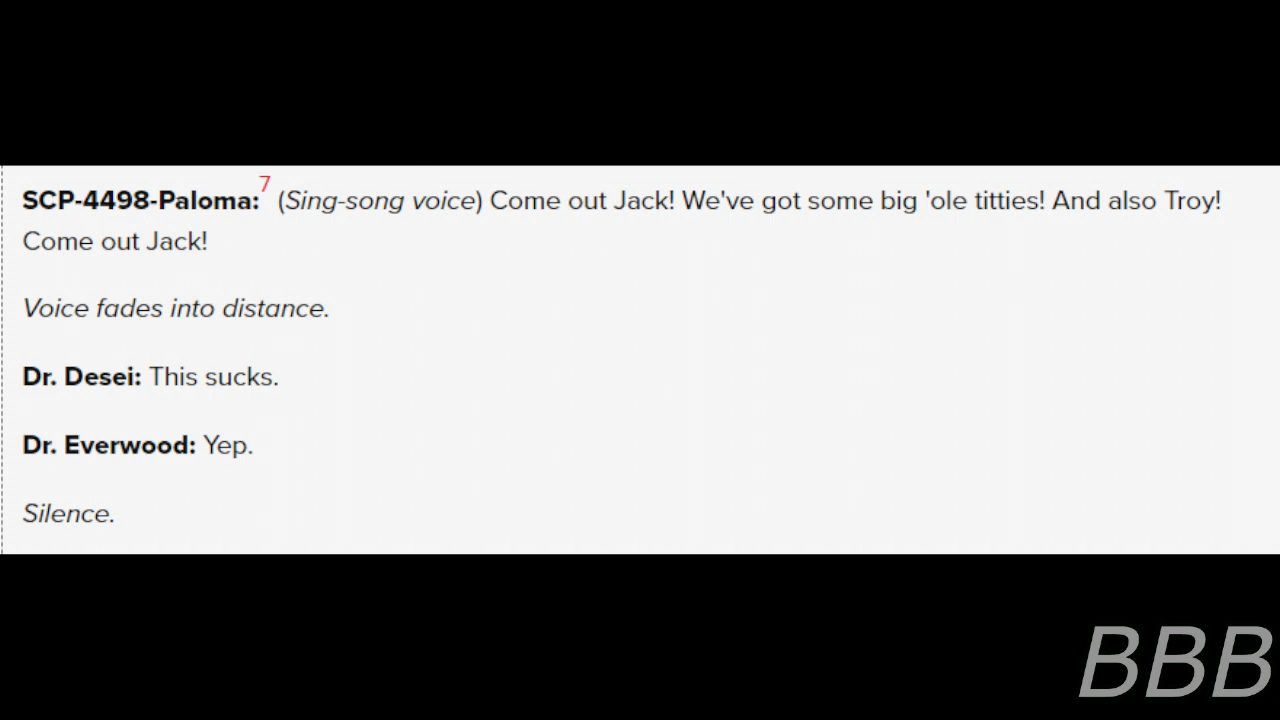 SCP-4498-Paloma:7 (Sing-song voice) Come out Jack! We've got some big 'ole titties! And also Troy!
Come out Jack!
Voice fades into distance.
Dr. Desei: This sucks.
Dr. Everwood: Yep.
Silence.
BBB